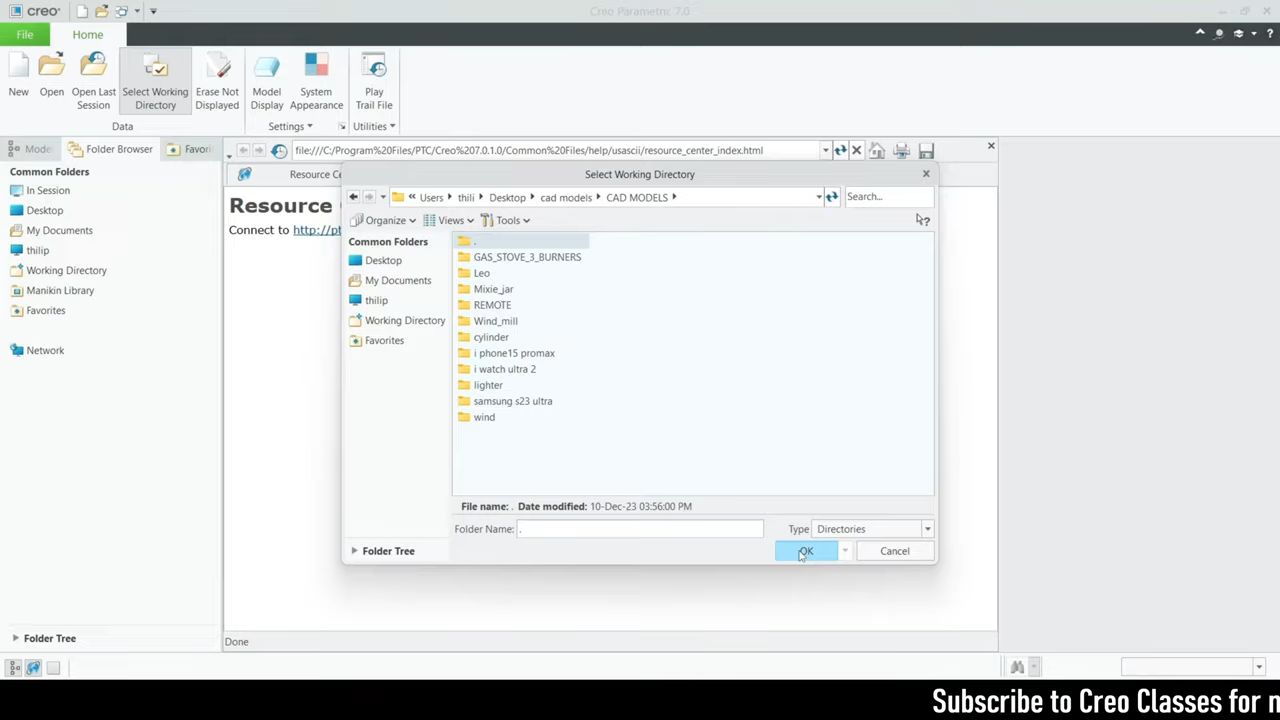 creo
Creo Parametric 7.0
File
Home
New
Open
Open Last Session
Select Working Directory
Erase Not Displayed
Model Display
System Appearance
Play Trail File
Data
Settings
Utilities
Mode
Folder Browser
Favori
file:///C:/Program%20Files/PTC/Creo%207.0.1.0/Common%20Files/help/usascii/resource_center_index.html
Common Folders
In Session
Desktop
My Documents
thilip
Working Directory
Manikin Library
Favorites
Network
Folder Tree
Resource Ce
Resource
Connect to http://pt
Select Working Directory
Users thili Desktop cad models CAD MODELS
Search...
Organize
Views
Tools
Common Folders
Desktop
My Documents
thilip
Working Directory
Favorites
Folder Tree
.
GAS_STOVE_3_BURNERS
Leo
Mixie_jar
REMOTE
Wind_mill
cylinder
i phone15 promax
i watch ultra 2
lighter
samsung s23 ultra
wind
File name: . Date modified: 10-Dec-23 03:56:00 PM
Folder Name: .
Type Directories
OK
Cancel
Done
Subscribe to Creo Classes for